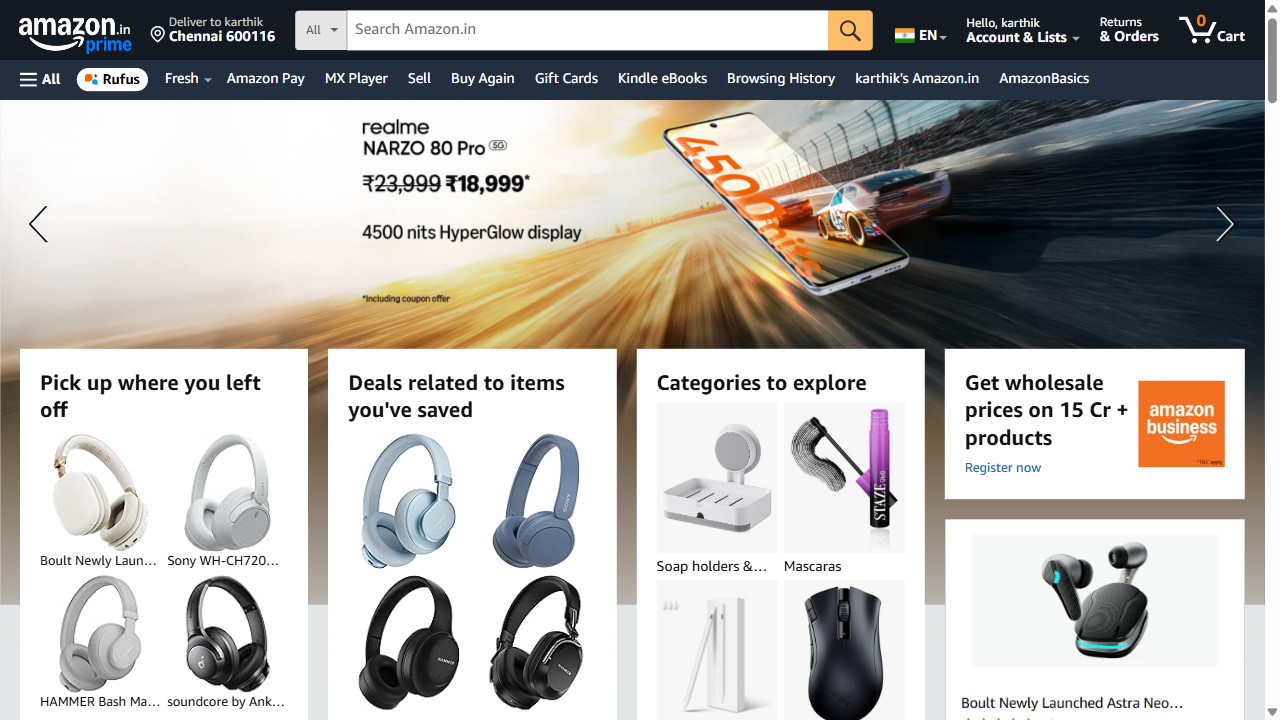 amazon.in
prime
Deliver to karthik
Chennai 600116
All
Search Amazon.in
EN
Hello, karthik
Account & Lists
Returns
& Orders
0
Cart
All
Rufus
Fresh
Amazon Pay
MX Player
Sell
Buy Again
Gift Cards
Kindle eBooks
Browsing History
karthik's Amazon.in
AmazonBasics
realme
NARZO 80 Pro 5G
₹23,999 ₹18,999*
4500 nits HyperGlow display
*Including coupon offer
4500nits
Pick up where you left
off
Boult Newly Laun…
Sony WH-CH720…
HAMMER Bash Ma…
soundcore by Ank…
Deals related to items
you've saved
SONY
HAMMER
HAMMER
Categories to explore
STAZE
Soap holders &…
Mascaras
Get wholesale
prices on 15 Cr +
products
Register now
amazon
business
*T&C apply
Boult Newly Launched Astra Neo…